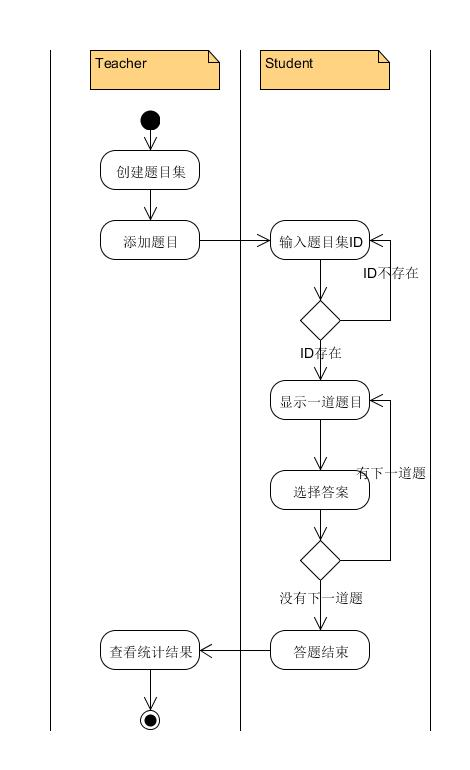 Teacher
Student
创建题目集
添加题目
输入题目集ID
ID不存在
ID存在
显示一道题目
有下一道题
选择答案
没有下一道题
查看统计结果
答题结束